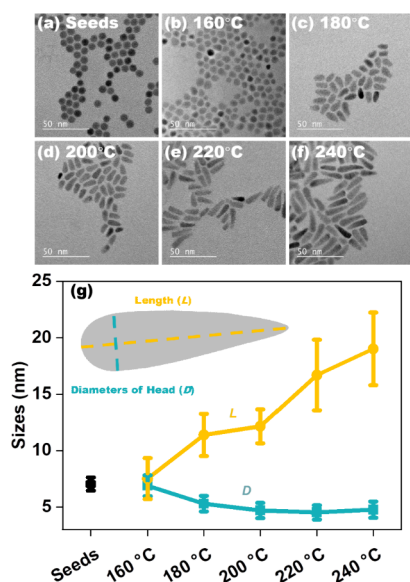 (a) Seeds
(b) 160°C
(c) 180°C
50 nm
50 nm
50 nm
(d) 200°C
(e) 220°C
(f) 240°C
50 nm
50 nm
50 nm
(g)
Length (L)
Diameters of Head (D)
L
D
Sizes (nm)
25
20
15
10
5
Seeds
160 °C
180 °C
200 °C
220 °C
240 °C